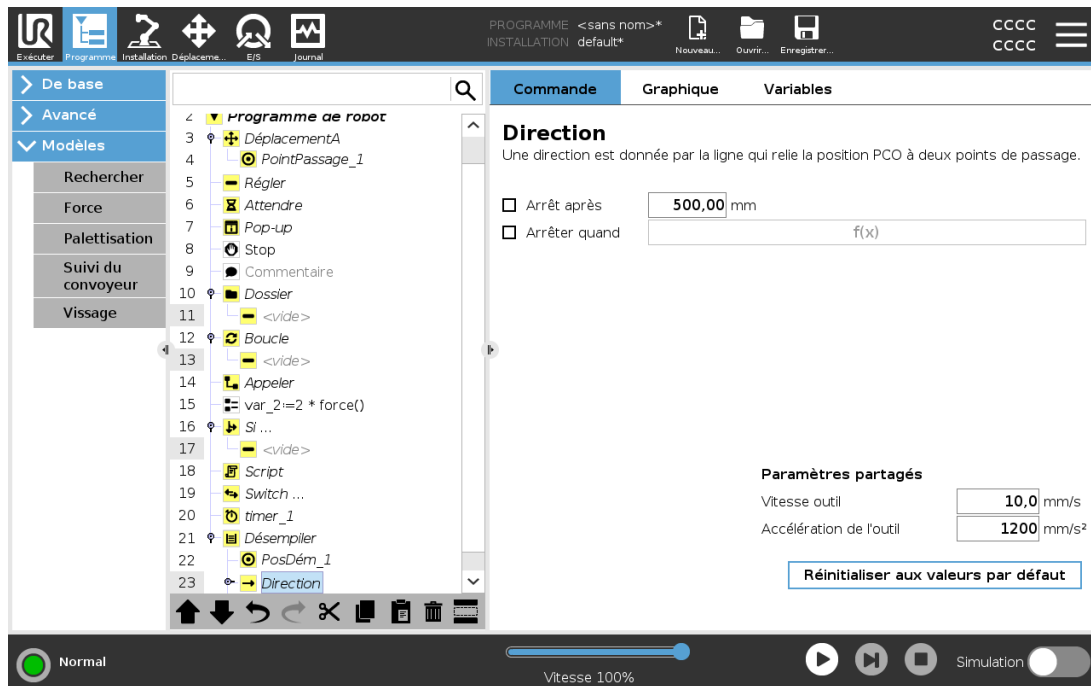 PROGRAMME <sans nom>*
INSTALLATION default*
CCCC
CCCC
Exécuter
Programme
Installation
Déplaceme...
E/S
Journal
Nouveau...
Ouvrir...
Enregistrer...
De base
Avancé
Modèles
Rechercher
Force
Palettisation
Suivi du
convoyeur
Vissage
2 Programme de robot
3 DéplacementA
4 PointPassage_1
5 Régler
6 Attendre
7 Pop-up
8 Stop
9 Commentaire
10 Dossier
11 <vide>
12 Boucle
13 <vide>
14 Appeler
15 var_2:=2 * force()
16 Si ...
17 <vide>
18 Script
19 Switch ...
20 timer_1
21 Désempiler
22 PosDém_1
23 Direction
Commande
Graphique
Variables
Direction
Une direction est donnée par la ligne qui relie la position PCO à deux points de passage.
Arrêt après 500,00 mm
Arrêter quand f(x)
Paramètres partagés
Vitesse outil 10,0 mm/s
Accélération de l'outil 1200 mm/s²
Réinitialiser aux valeurs par défaut
Normal
Vitesse 100%
Simulation